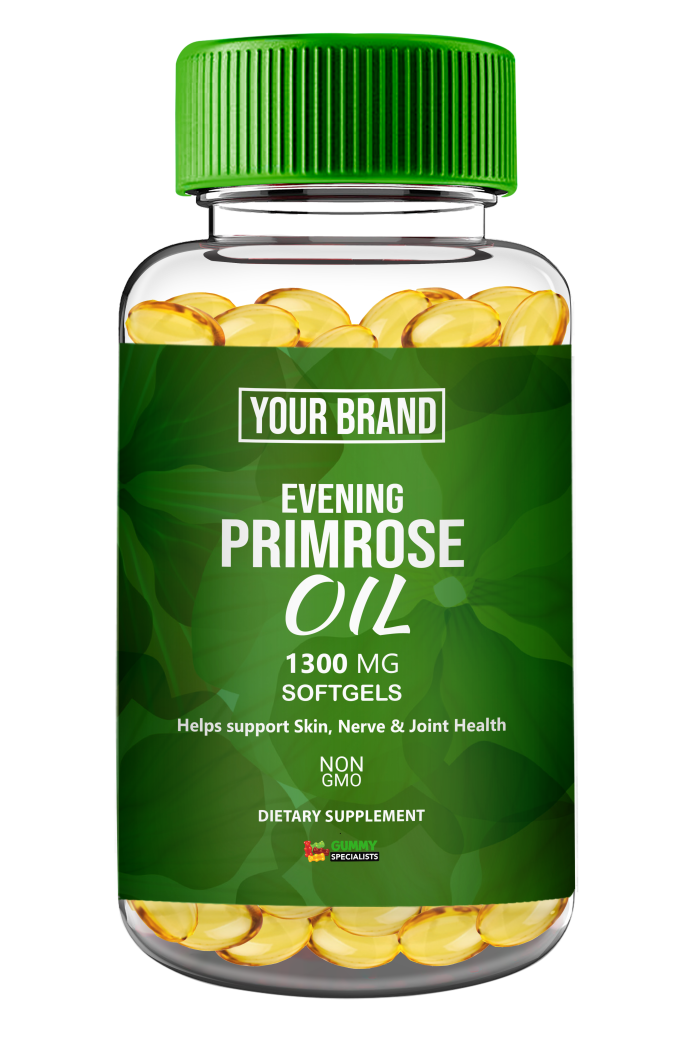 YOUR BRAND
EVENING
PRIMROSE
OIL
1300 MG
SOFTGELS
Helps support Skin, Nerve & Joint Health
NON
GMO
DIETARY SUPPLEMENT
GUMMY
SPECIALISTS